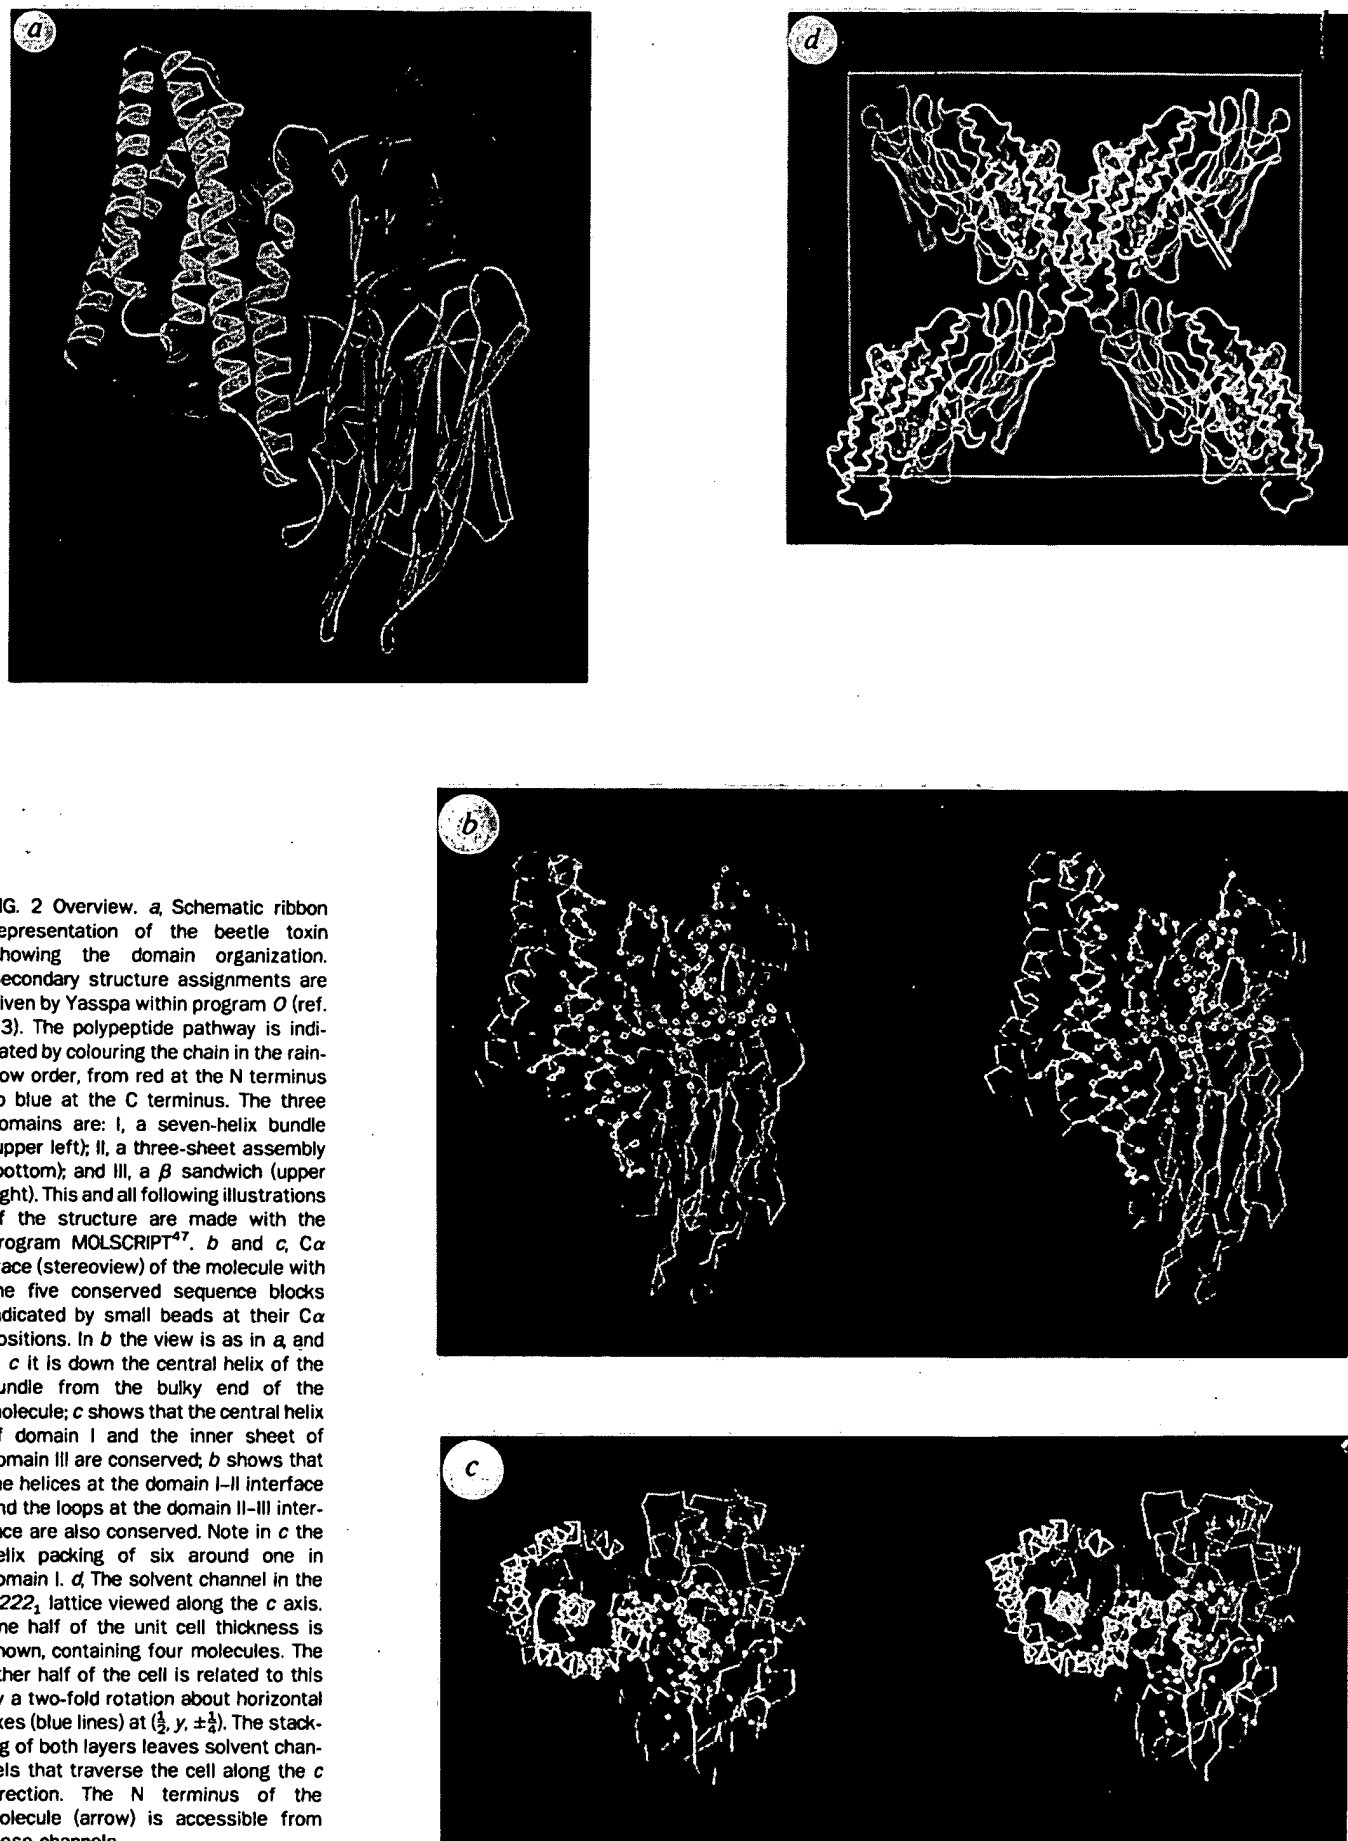 a
d
b
IG. 2 Overview. a, Schematic ribbon
epresentation of the beetle toxin
howing the domain organization.
econdary structure assignments are
iven by Yasspa within program O (ref.
3). The polypeptide pathway is indi-
ated by colouring the chain in the rain-
ow order, from red at the N terminus
o blue at the C terminus. The three
omains are: I, a seven-helix bundle
upper left); II, a three-sheet assembly
bottom); and III, a β sandwich (upper
ght). This and all following illustrations
f the structure are made with the
rogram MOLSCRIPT⁴⁷. b and c, Cα
ace (stereoview) of the molecule with
he five conserved sequence blocks
dicated by small beads at their Cα
ositions. In b the view is as in a, and
c it is down the central helix of the
undle from the bulky end of the
olecule; c shows that the central helix
f domain I and the inner sheet of
omain III are conserved; b shows that
he helices at the domain I–II interface
nd the loops at the domain II–III inter-
ce are also conserved. Note in c the
elix packing of six around one in
omain I. d, The solvent channel in the
222₁ lattice viewed along the c axis.
ne half of the unit cell thickness is
hown, containing four molecules. The
ther half of the cell is related to this
y a two-fold rotation about horizontal
xes (blue lines) at (½, y, ±¼). The stack-
g of both layers leaves solvent chan-
els that traverse the cell along the c
rection. The N terminus of the
olecule (arrow) is accessible from
c